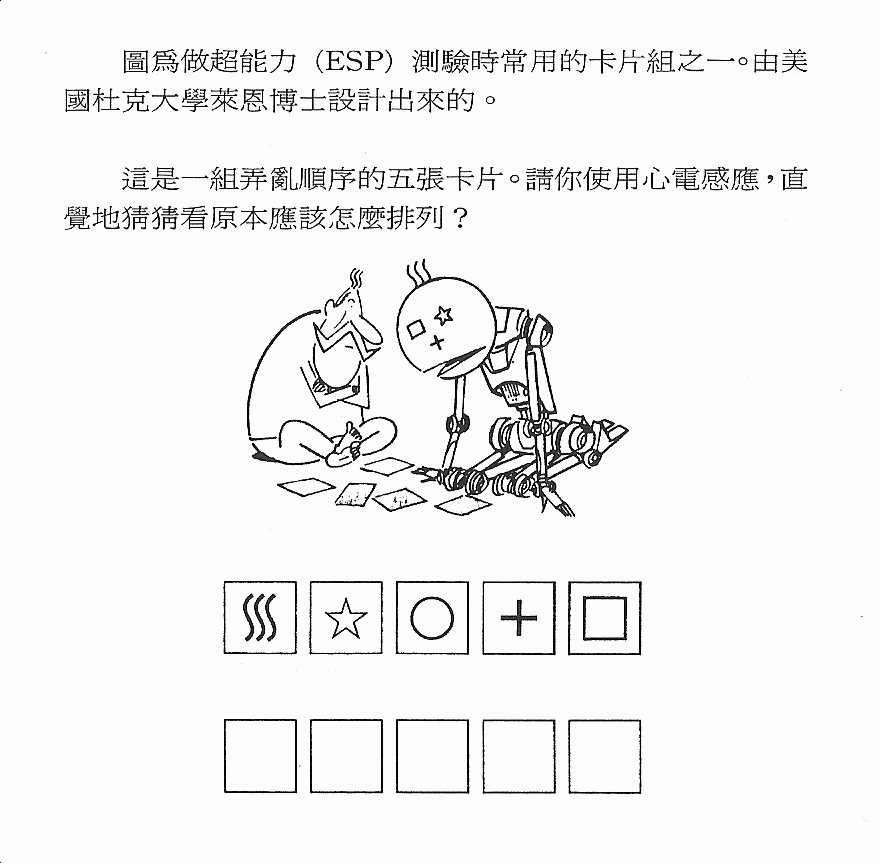 圖爲做超能力（ESP）測驗時常用的卡片組之一。由美
國杜克大學萊恩博士設計出來的。
這是一組弄亂順序的五張卡片。請你使用心電感應，直
覺地猜猜看原本應該怎麼排列？